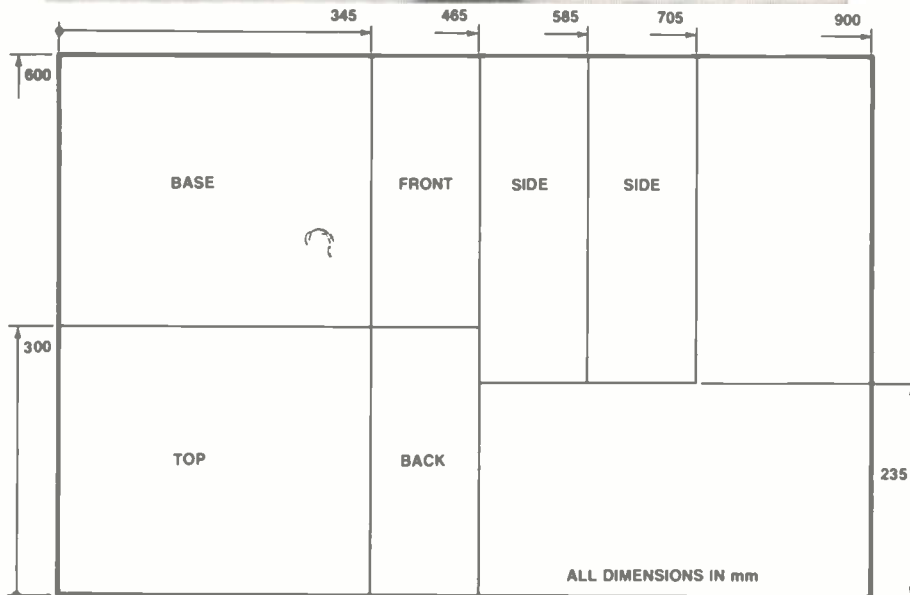 345 465 585 705 900
600
BASE FRONT SIDE SIDE
300
TOP BACK
235
ALL DIMENSIONS IN mm